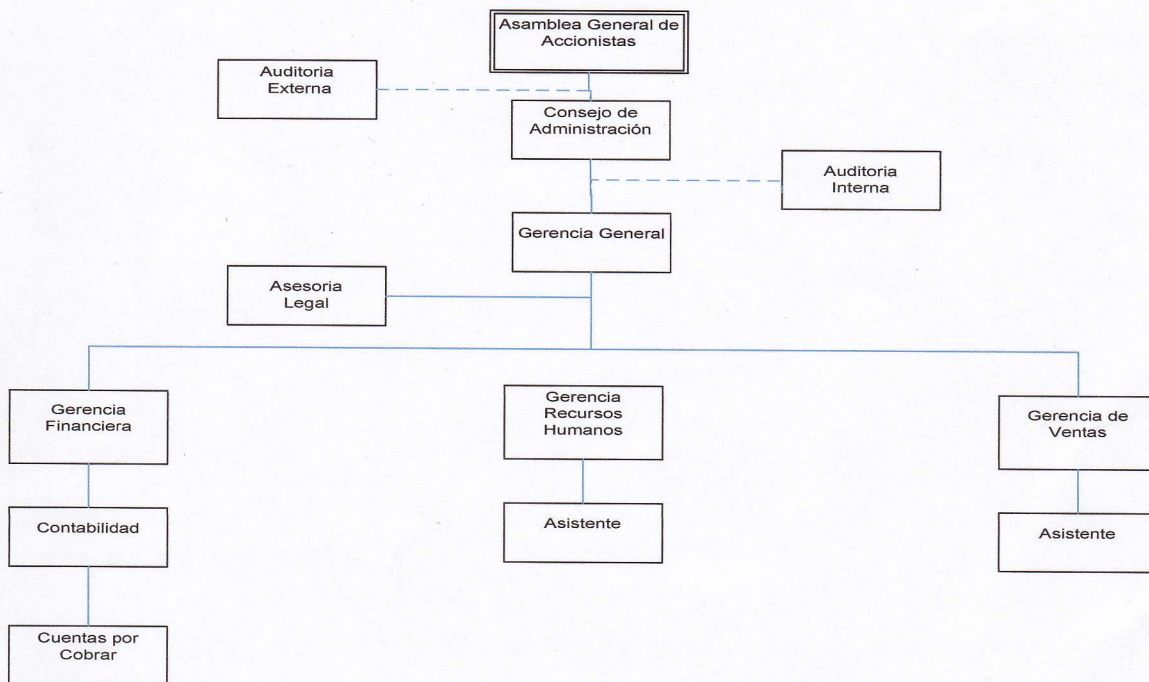 Asamblea General de
Accionistas
Auditoria
Externa
Consejo de
Administración
Auditoria
Interna
Gerencia General
Asesoria
Legal
Gerencia
Financiera
Gerencia
Recursos
Humanos
Gerencia de
Ventas
Contabilidad
Asistente
Asistente
Cuentas por
Cobrar